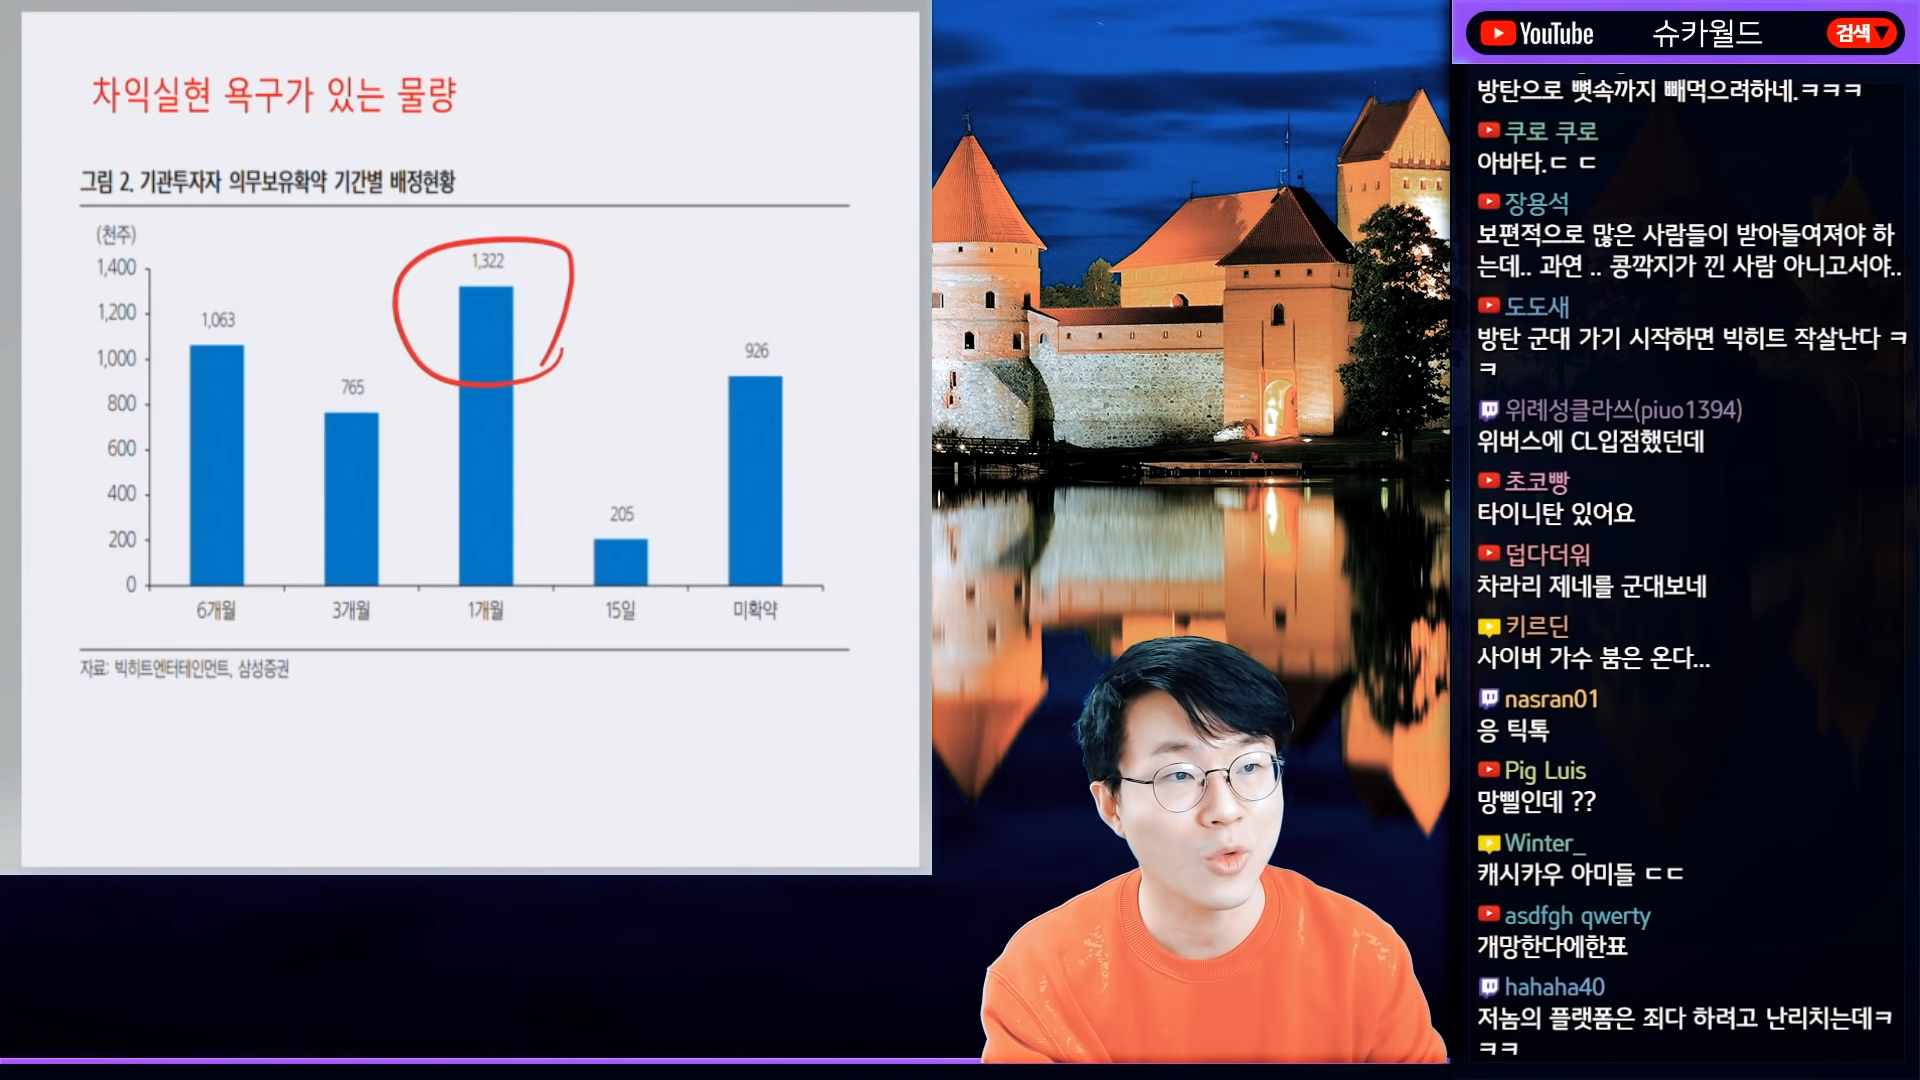 차익실현 욕구가 있는 물량
그림 2. 기관투자자 의무보유확약 기간별 배정현황
(천주)
1,400
1,200
1,000
800
600
400
200
0
1,063
765
1,322
205
926
6개월
3개월
1개월
15일
미확약
자료: 빅히트엔터테인먼트, 삼성증권
YouTube
슈카월드
검색▼
방탄으로 뼛속까지 빼먹으려하네.ㅋㅋㅋ
쿠로 쿠로
아바타.ㄷ ㄷ
장용석
보편적으로 많은 사람들이 받아들여져야 하
는데.. 과연 .. 콩깍지가 낀 사람 아니고서야..
도도새
방탄 군대 가기 시작하면 빅히트 작살난다 ㅋ
ㅋ
위례성클라쓰(piuo1394)
위버스에 CL입점했던데
초코빵
타이니탄 있어요
덥다더워
차라리 제네를 군대보네
키르딘
사이버 가수 붐은 온다...
nasran01
응 틱톡
Pig Luis
망삘인데 ??
Winter_
캐시카우 아미들 ㄷㄷ
asdfgh qwerty
개망한다에한표
hahaha40
저놈의 플랫폼은 죄다 하려고 난리치는데ㅋ
ㅋㅋ